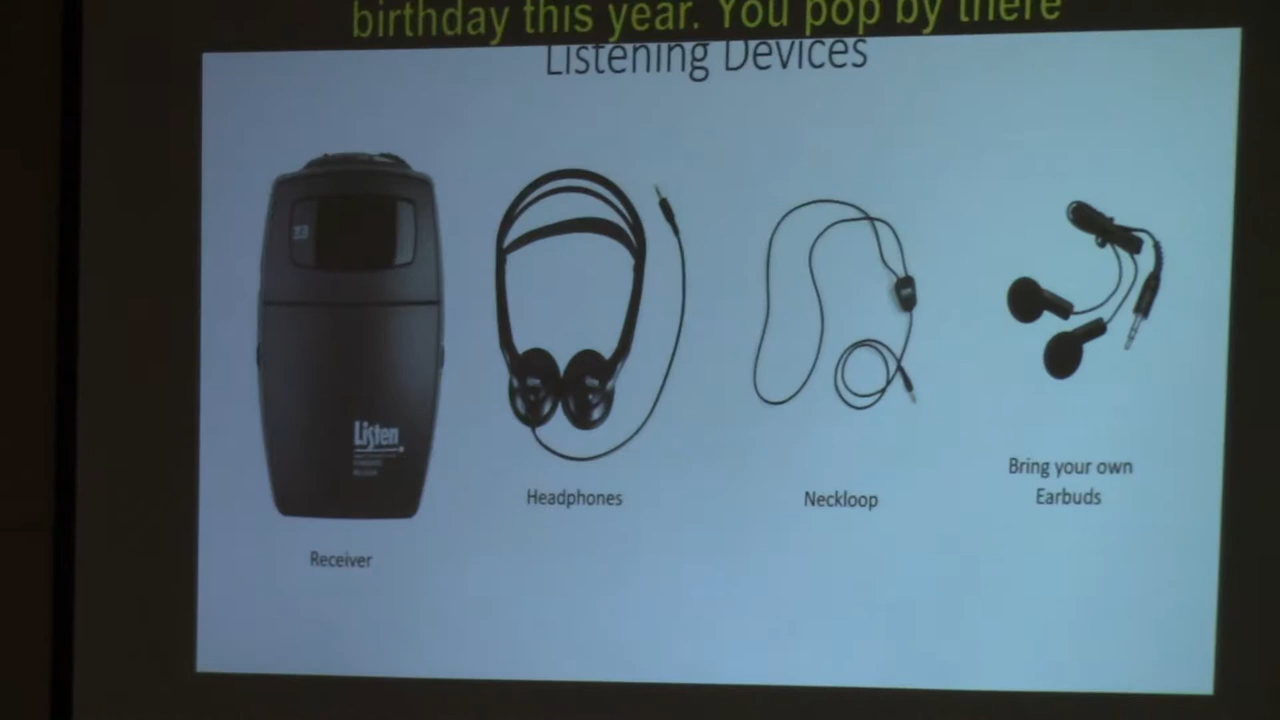 birthday this year. You pop by there
Listening Devices
Listen
Receiver
Headphones
Neckloop
Bring your own
Earbuds